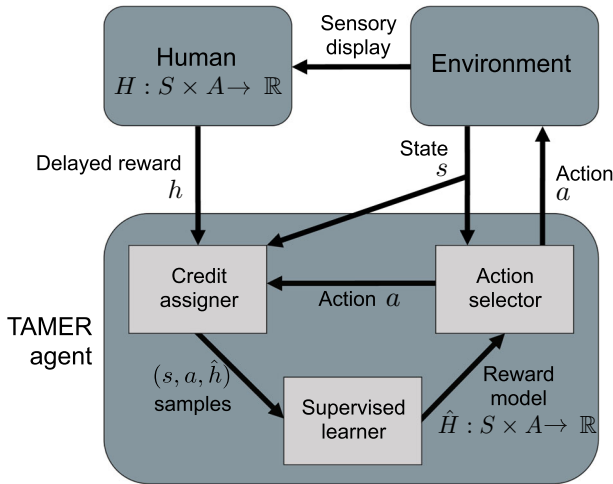 Human
H : S × A → ℝ
Sensory
display
Environment
Delayed reward
h
State
s
Action
a
TAMER
agent
Credit
assigner
Action a
Action
selector
(s, a, ĥ)
samples
Supervised
learner
Reward
model
Ĥ : S × A → ℝ